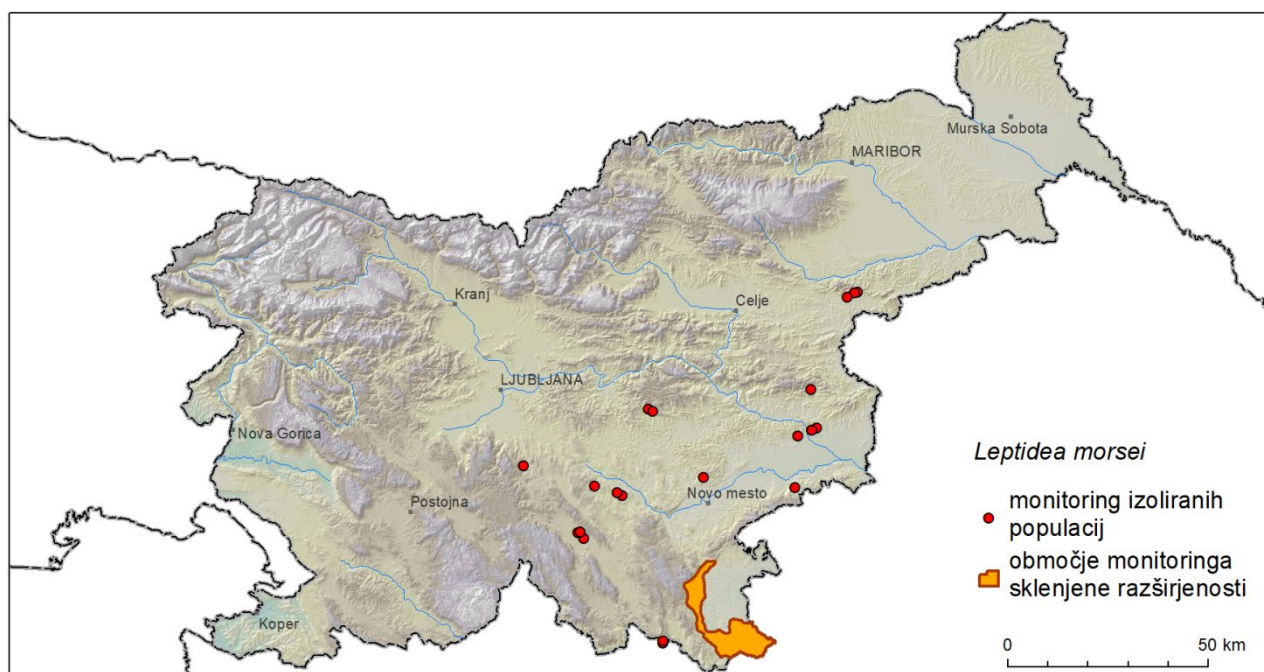 Murska Sobota
MARIBOR
Kranj
Celje
LJUBLJANA
Nova Gorica
Postojna
Novo mesto
Koper
Leptidea morsei
monitoring izoliranih
populacij
območje monitoringa
sklenjene razširjenosti
0 50 km